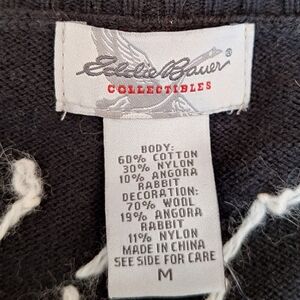 Eddie Bauer®
COLLECTIBLES
BODY:
60% COTTON
30% NYLON
10% ANGORA
RABBIT
DECORATION:
70% WOOL
19% ANGORA
RABBIT
11% NYLON
MADE IN CHINA
SEE SIDE FOR CARE
M